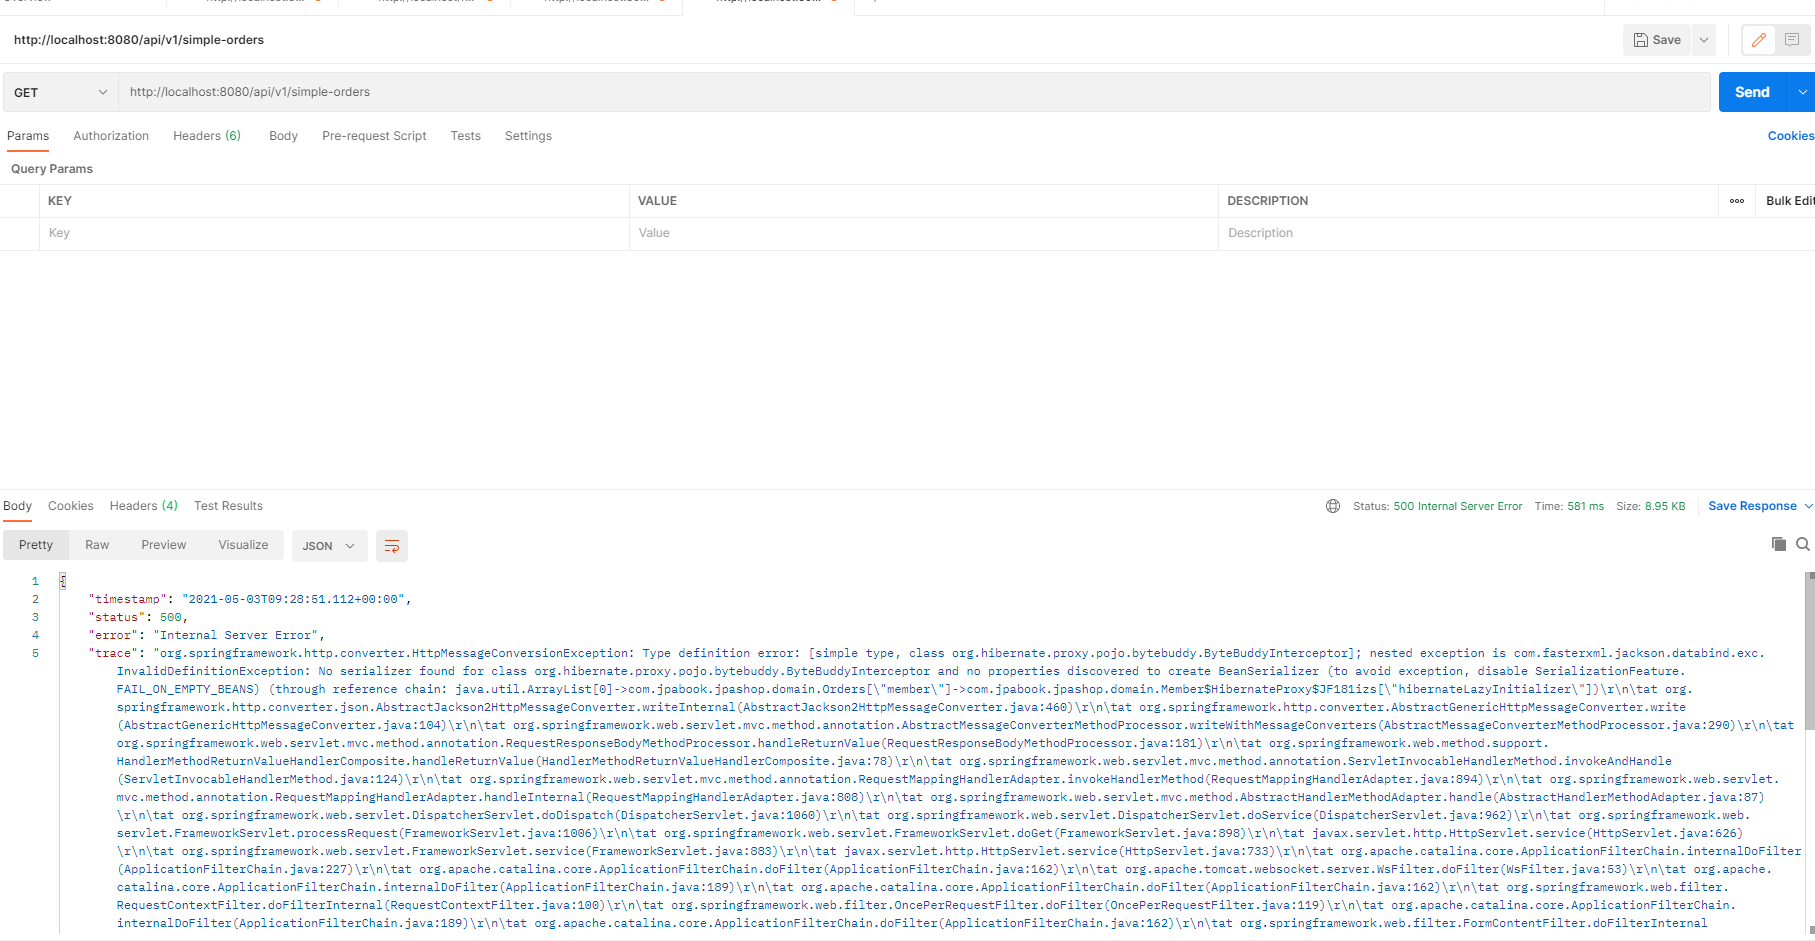 http://localhost:8080/api/v1/simple-orders
Save
GET
http://localhost:8080/api/v1/simple-orders
Send
Params Authorization Headers (6) Body Pre-request Script Tests Settings Cookies
Query Params
KEY VALUE DESCRIPTION Bulk Edit
Key Value Description
Body Cookies Headers (4) Test Results Status: 500 Internal Server Error Time: 581 ms Size: 8.95 KB Save Response
Pretty Raw Preview Visualize JSON
1 {
2 "timestamp": "2021-05-03T09:28:51.112+00:00",
3 "status": 500,
4 "error": "Internal Server Error",
5 "trace": "org.springframework.http.converter.HttpMessageConversionException: Type definition error: [simple type, class org.hibernate.proxy.pojo.bytebuddy.ByteBuddyInterceptor]; nested exception is com.fasterxml.jackson.databind.exc.
InvalidDefinitionException: No serializer found for class org.hibernate.proxy.pojo.bytebuddy.ByteBuddyInterceptor and no properties discovered to create BeanSerializer (to avoid exception, disable SerializationFeature.
FAIL_ON_EMPTY_BEANS) (through reference chain: java.util.ArrayList[0]->com.jpabook.jpashop.domain.Orders[\"member\"]->com.jpabook.jpashop.domain.Member$HibernateProxy$JF181izs[\"hibernateLazyInitializer\"])\r\n\tat org.
springframework.http.converter.json.AbstractJackson2HttpMessageConverter.writeInternal(AbstractJackson2HttpMessageConverter.java:460)\r\n\tat org.springframework.http.converter.AbstractGenericHttpMessageConverter.write
(AbstractGenericHttpMessageConverter.java:104)\r\n\tat org.springframework.web.servlet.mvc.method.annotation.AbstractMessageConverterMethodProcessor.writeWithMessageConverters(AbstractMessageConverterMethodProcessor.java:290)\r\n\tat
org.springframework.web.servlet.mvc.method.annotation.RequestResponseBodyMethodProcessor.handleReturnValue(RequestResponseBodyMethodProcessor.java:181)\r\n\tat org.springframework.web.method.support.
HandlerMethodReturnValueHandlerComposite.handleReturnValue(HandlerMethodReturnValueHandlerComposite.java:78)\r\n\tat org.springframework.web.servlet.mvc.method.annotation.ServletInvocableHandlerMethod.invokeAndHandle
(ServletInvocableHandlerMethod.java:124)\r\n\tat org.springframework.web.servlet.mvc.method.annotation.RequestMappingHandlerAdapter.invokeHandlerMethod(RequestMappingHandlerAdapter.java:894)\r\n\tat org.springframework.web.servlet.
mvc.method.annotation.RequestMappingHandlerAdapter.handleInternal(RequestMappingHandlerAdapter.java:808)\r\n\tat org.springframework.web.servlet.mvc.method.AbstractHandlerMethodAdapter.handle(AbstractHandlerMethodAdapter.java:87)
\r\n\tat org.springframework.web.servlet.DispatcherServlet.doDispatch(DispatcherServlet.java:1060)\r\n\tat org.springframework.web.servlet.DispatcherServlet.doService(DispatcherServlet.java:962)\r\n\tat org.springframework.web.
servlet.FrameworkServlet.processRequest(FrameworkServlet.java:1006)\r\n\tat org.springframework.web.servlet.FrameworkServlet.doGet(FrameworkServlet.java:898)\r\n\tat javax.servlet.http.HttpServlet.service(HttpServlet.java:626)
\r\n\tat org.springframework.web.servlet.FrameworkServlet.service(FrameworkServlet.java:883)\r\n\tat javax.servlet.http.HttpServlet.service(HttpServlet.java:733)\r\n\tat org.apache.catalina.core.ApplicationFilterChain.internalDoFilter
(ApplicationFilterChain.java:227)\r\n\tat org.apache.catalina.core.ApplicationFilterChain.doFilter(ApplicationFilterChain.java:162)\r\n\tat org.apache.tomcat.websocket.server.WsFilter.doFilter(WsFilter.java:53)\r\n\tat org.apache.
catalina.core.ApplicationFilterChain.internalDoFilter(ApplicationFilterChain.java:189)\r\n\tat org.apache.catalina.core.ApplicationFilterChain.doFilter(ApplicationFilterChain.java:162)\r\n\tat org.springframework.web.filter.
RequestContextFilter.doFilterInternal(RequestContextFilter.java:100)\r\n\tat org.springframework.web.filter.OncePerRequestFilter.doFilter(OncePerRequestFilter.java:119)\r\n\tat org.apache.catalina.core.ApplicationFilterChain.
internalDoFilter(ApplicationFilterChain.java:189)\r\n\tat org.apache.catalina.core.ApplicationFilterChain.doFilter(ApplicationFilterChain.java:162)\r\n\tat org.springframework.web.filter.FormContentFilter.doFilterInternal